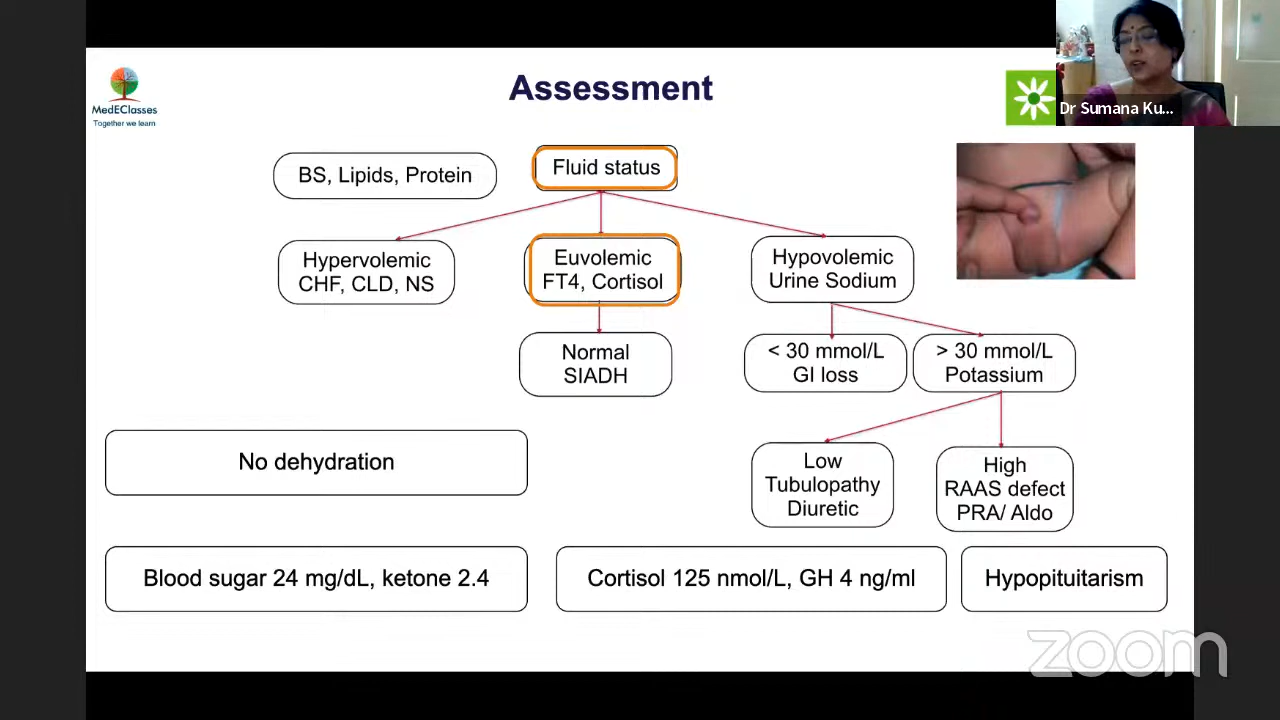 MedEClasses
Together we learn
Assessment
Dr Sumana Ku...
BS, Lipids, Protein
Fluid status
Hypervolemic
CHF, CLD, NS
Euvolemic
FT4, Cortisol
Hypovolemic
Urine Sodium
Normal
SIADH
< 30 mmol/L
GI loss
> 30 mmol/L
Potassium
No dehydration
Low
Tubulopathy
Diuretic
High
RAAS defect
PRA/ Aldo
Blood sugar 24 mg/dL, ketone 2.4
Cortisol 125 nmol/L, GH 4 ng/ml
Hypopituitarism
zoom